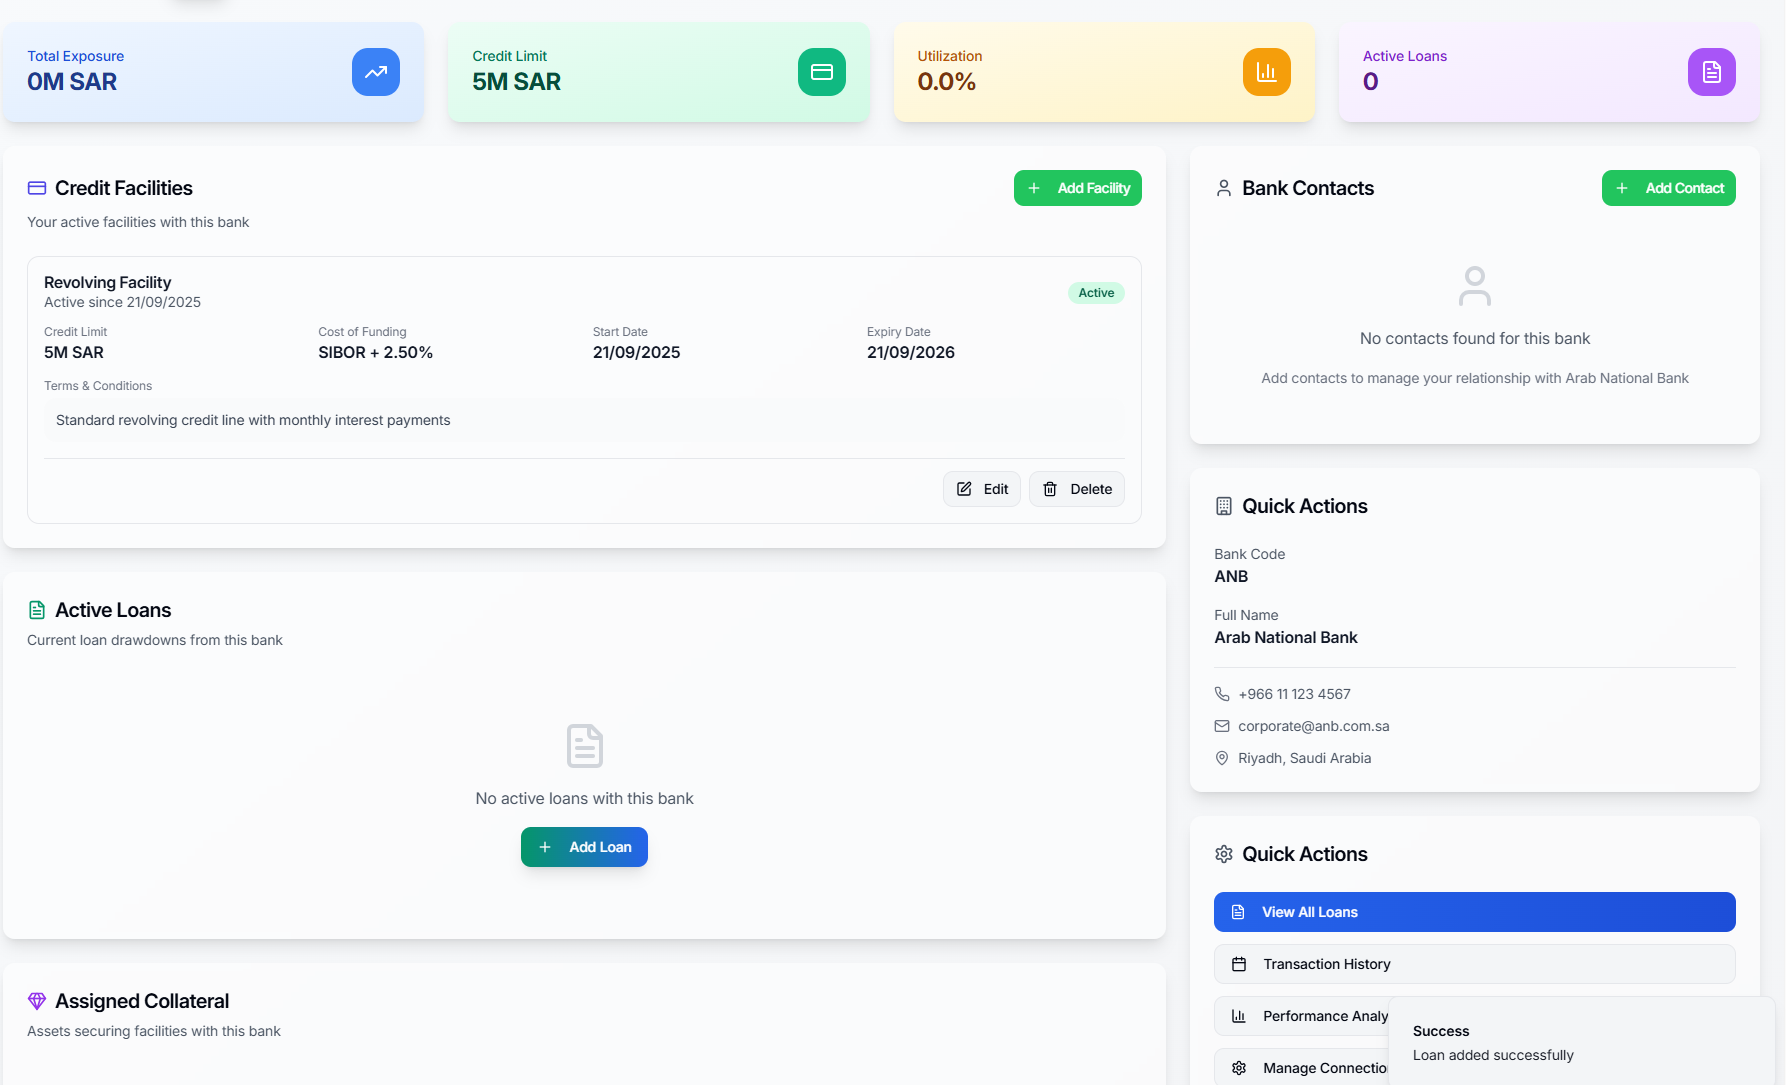 Total Exposure
0M SAR
Credit Limit
5M SAR
Utilization
0.0%
Active Loans
0
Credit Facilities
Add Facility
Your active facilities with this bank
Revolving Facility
Active since 21/09/2025
Active
Credit Limit
5M SAR
Cost of Funding
SIBOR + 2.50%
Start Date
21/09/2025
Expiry Date
21/09/2026
Terms & Conditions
Standard revolving credit line with monthly interest payments
Edit
Delete
Active Loans
Current loan drawdowns from this bank
No active loans with this bank
Add Loan
Assigned Collateral
Assets securing facilities with this bank
Bank Contacts
Add Contact
No contacts found for this bank
Add contacts to manage your relationship with Arab National Bank
Quick Actions
Bank Code
ANB
Full Name
Arab National Bank
+966 11 123 4567
corporate@anb.com.sa
Riyadh, Saudi Arabia
Quick Actions
View All Loans
Transaction History
Performance Analy
Manage Connectio
Success
Loan added successfully